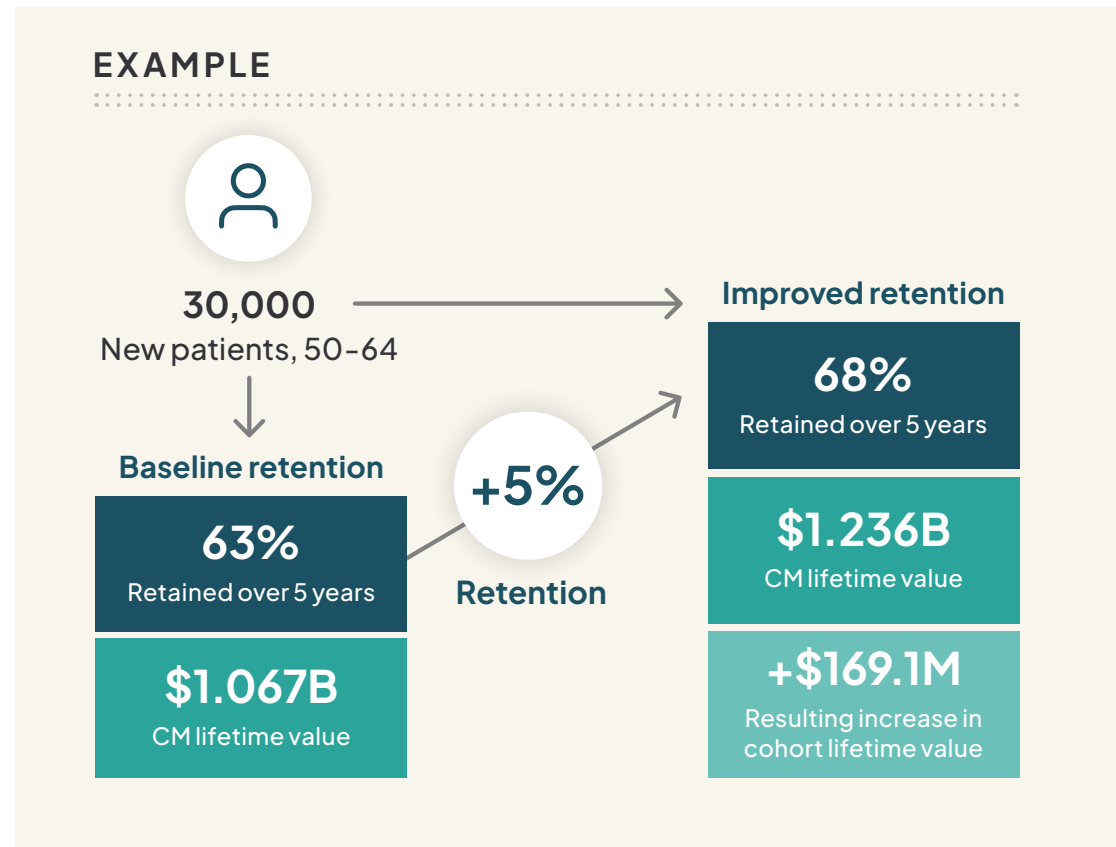 EXAMPLE
30,000
New patients, 50–64
Baseline retention
63%
Retained over 5 years
$1.067B
CM lifetime value
+5%
Retention
Improved retention
68%
Retained over 5 years
$1.236B
CM lifetime value
+$169.1M
Resulting increase in
cohort lifetime value